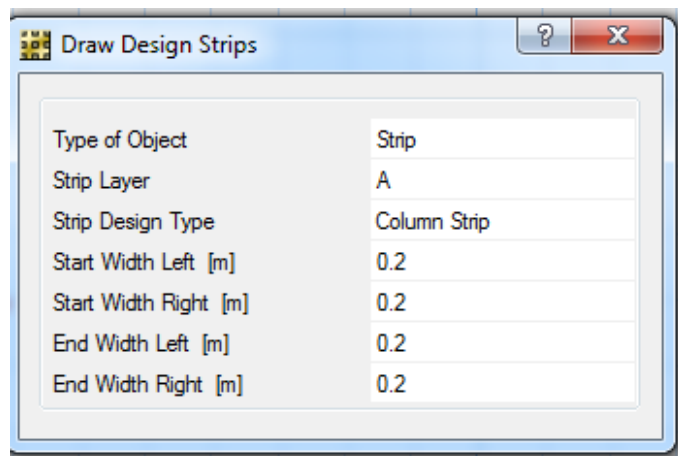 Draw Design Strips
Type of Object Strip
Strip Layer A
Strip Design Type Column Strip
Start Width Left [m] 0.2
Start Width Right [m] 0.2
End Width Left [m] 0.2
End Width Right [m] 0.2